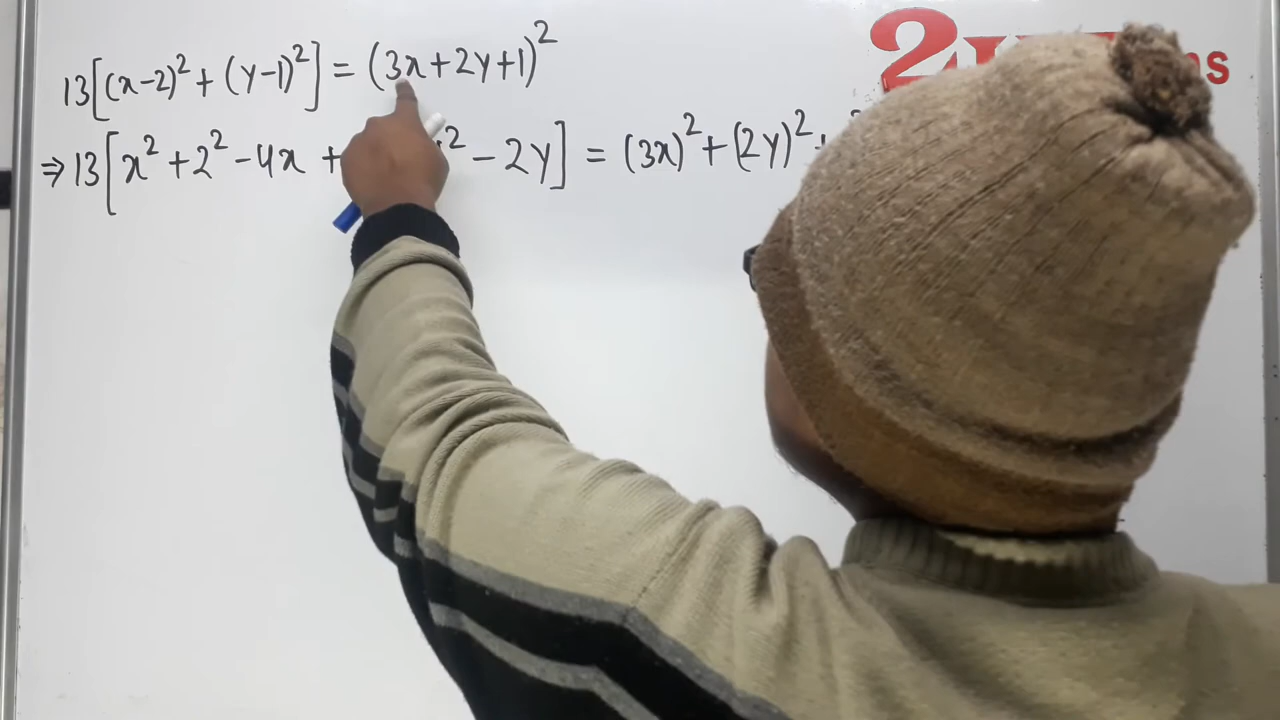 13[(x-2)² + (y-1)²] = (3x+2y+1)²
⇒ 13[x² + 2² - 4x + ² - 2y] = (3x)² + (2y)² +